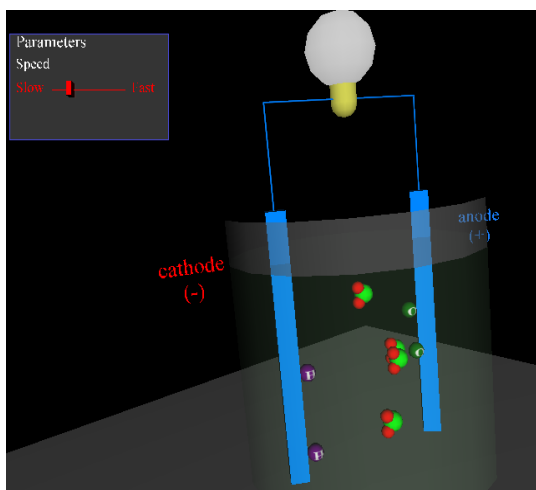 Parameters
Speed
Slow Fast
anode
(+)
cathode
(-)
O
O
H
H